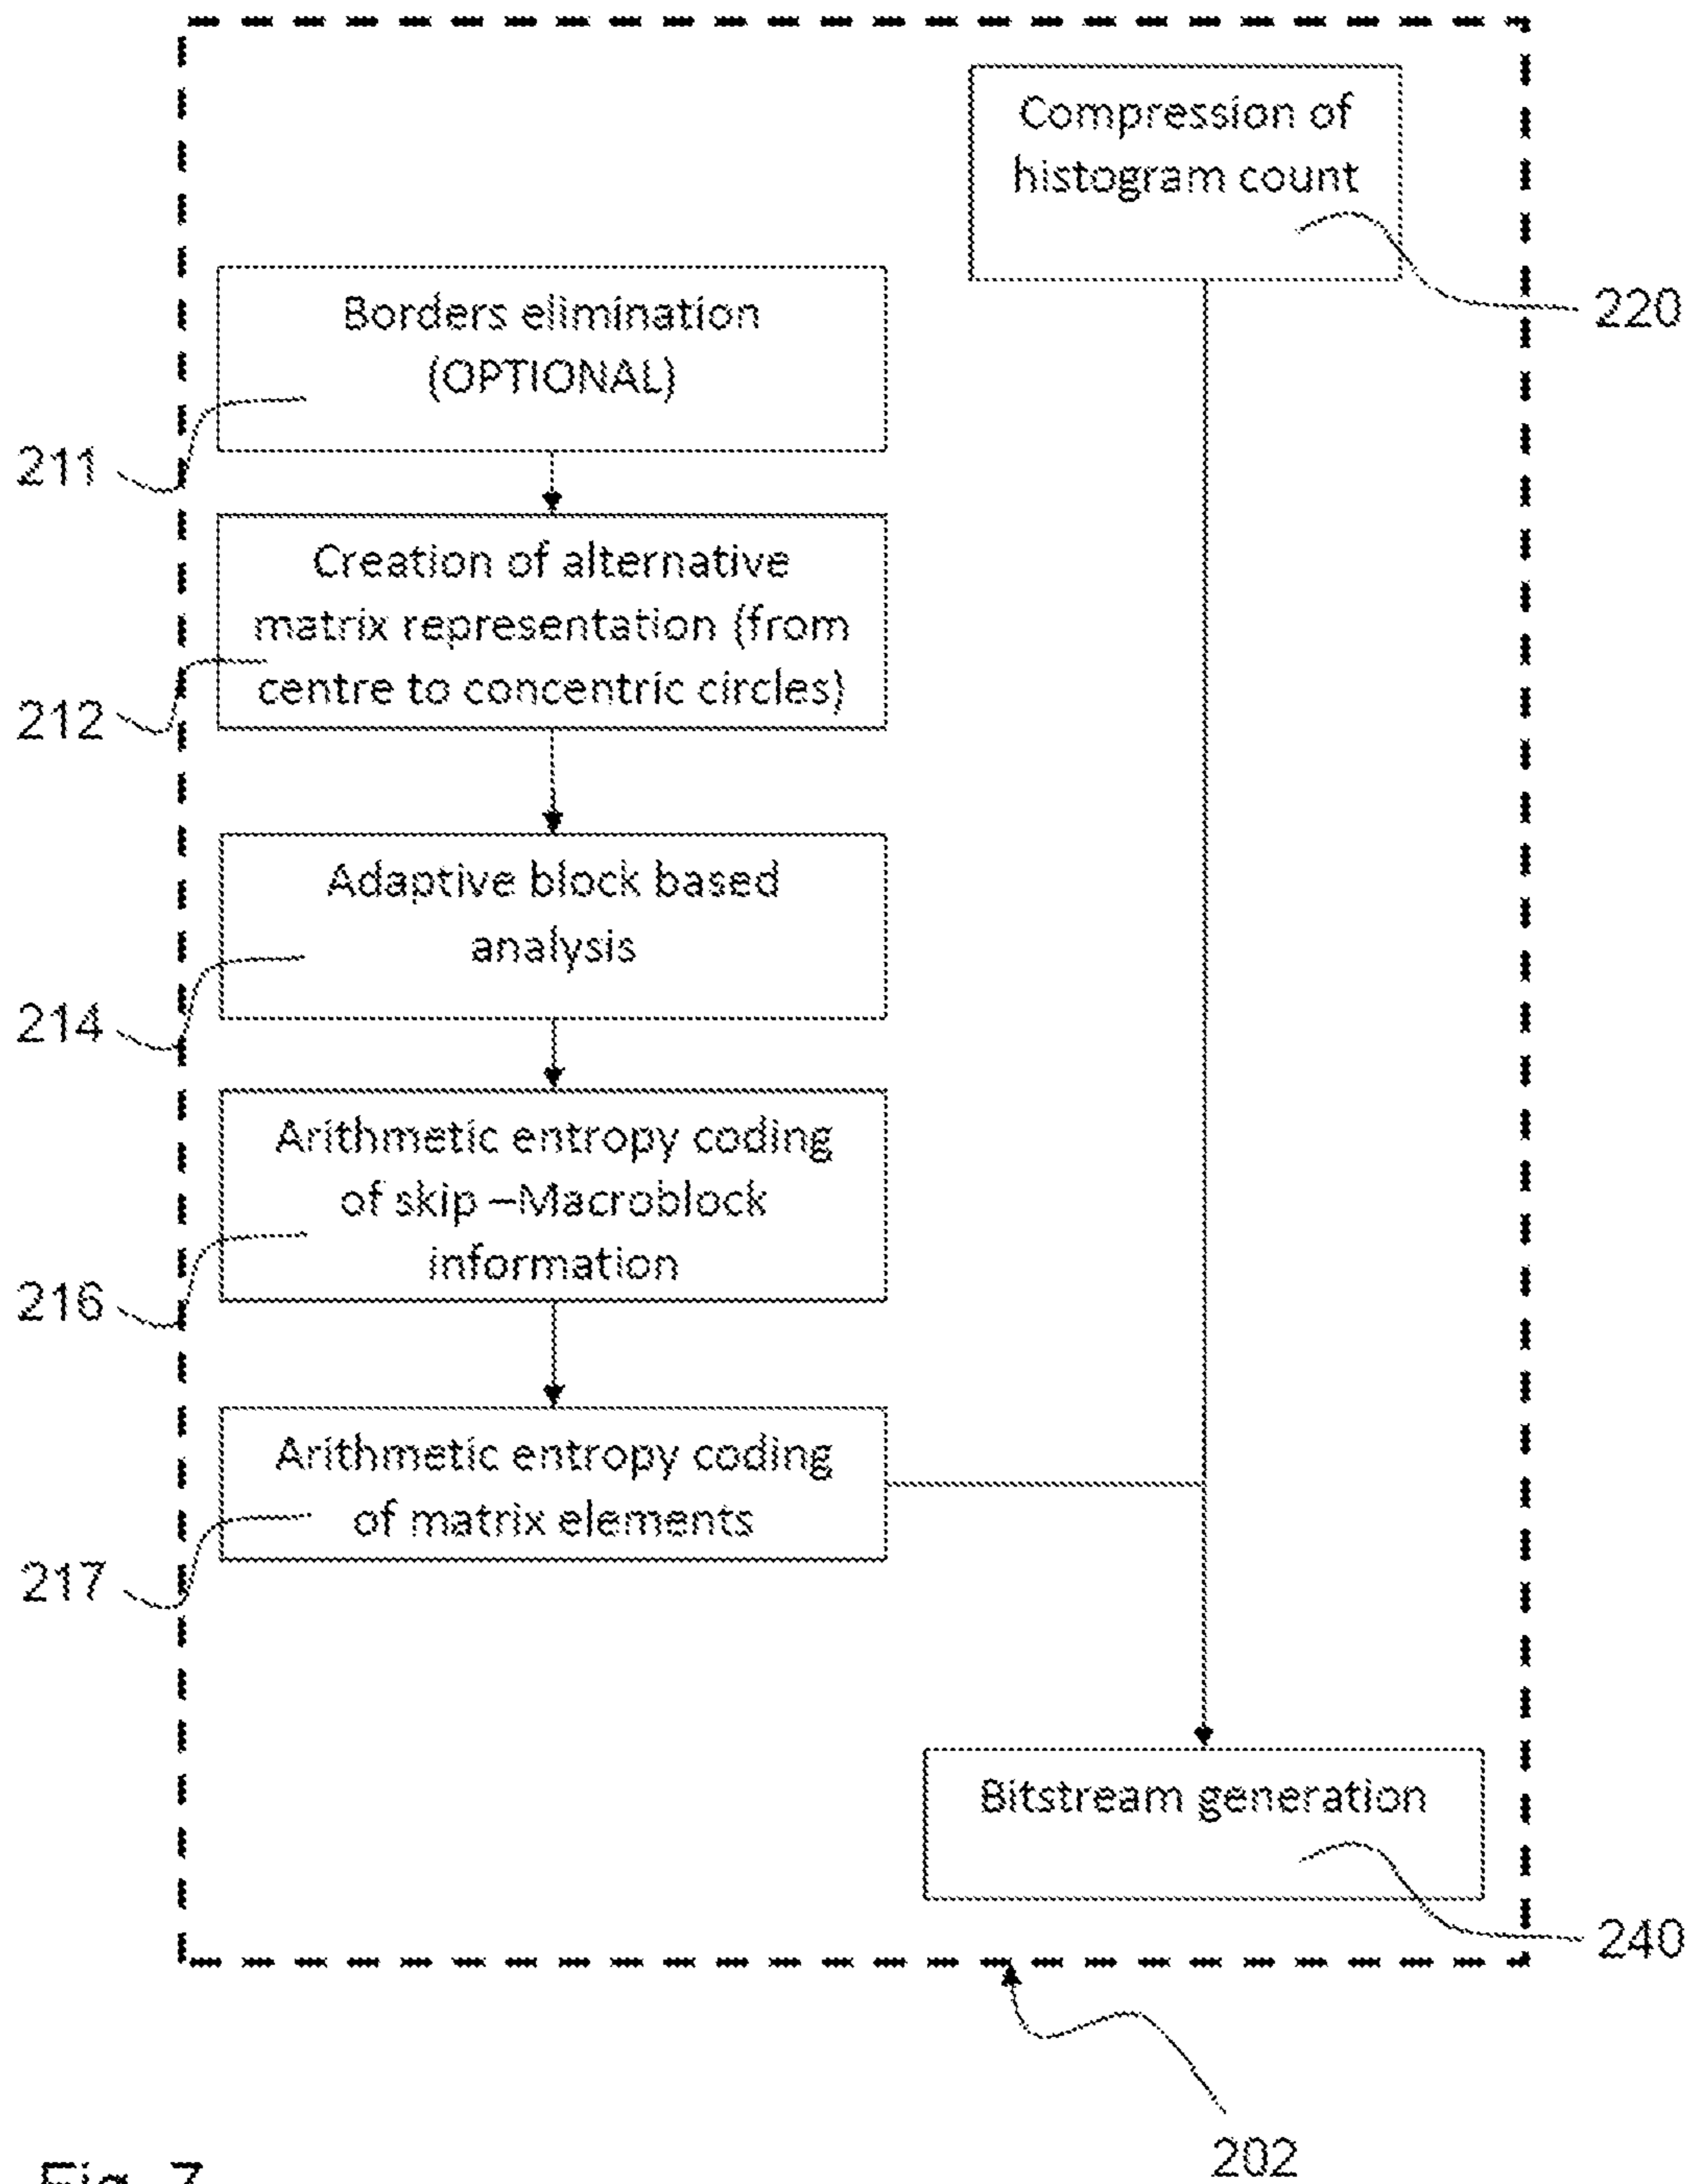 Compression of
histogram count
220
Borders elimination
(OPTIONAL)
211
Creation of alternative
matrix representation (from
centre to concentric circles)
212
Adaptive block based
analysis
214
Arithmetic entropy coding
of skip –Macroblock
information
216
Arithmetic entropy coding
of matrix elements
217
Bitstream generation
240
202
Fig. 7